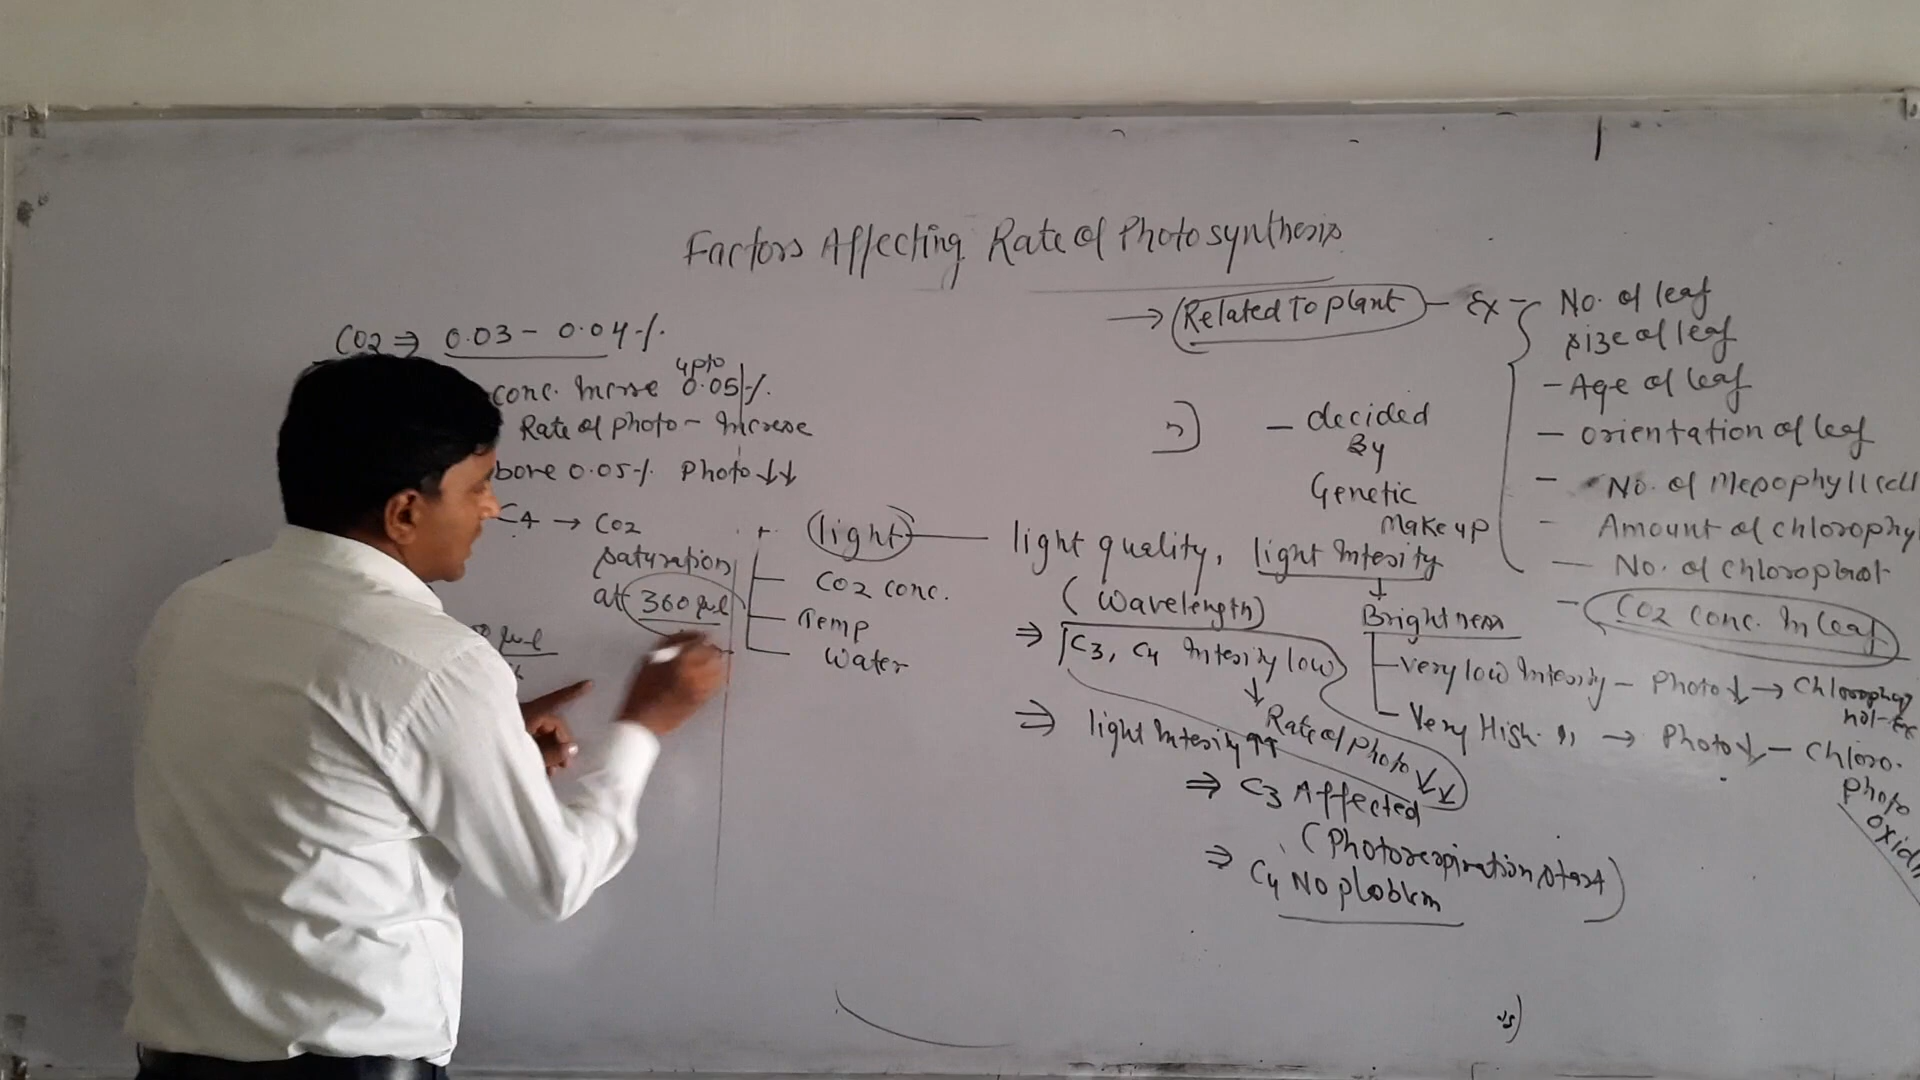 Factors Affecting Rate of Photosynthesis
CO2 ⇒ 0.03 - 0.04 %.
upto
conc. 0.05 %.
Rate of photo - Increse
bove 0.05 %. Photo ↓↓
C4 → CO2
saturation
at 360 μl
μl
%
light
CO2 conc.
Temp
Water
→ Related To plant - Ex -
No. of leaf
size of leaf
- Age of leaf
- orientation of leaf
- No. of Mesophyll cell
- Amount of chlorophy
- No. of
- CO2 conc. In leaf
- decided
By
Genetic
Make up
light quality, light Intesity
(Wavelength)
↓
Brightness
Very low Intesity - Photo ↓ →
Very High " → Photo ↓ - Chloro.
photo
⇒ C3, C4 Intesity low
↓
Rate of photo ↓↓
⇒ light Intesity ↑↑
⇒ C3 Affected
(Photorespiration start)
⇒ C4 No ploblem